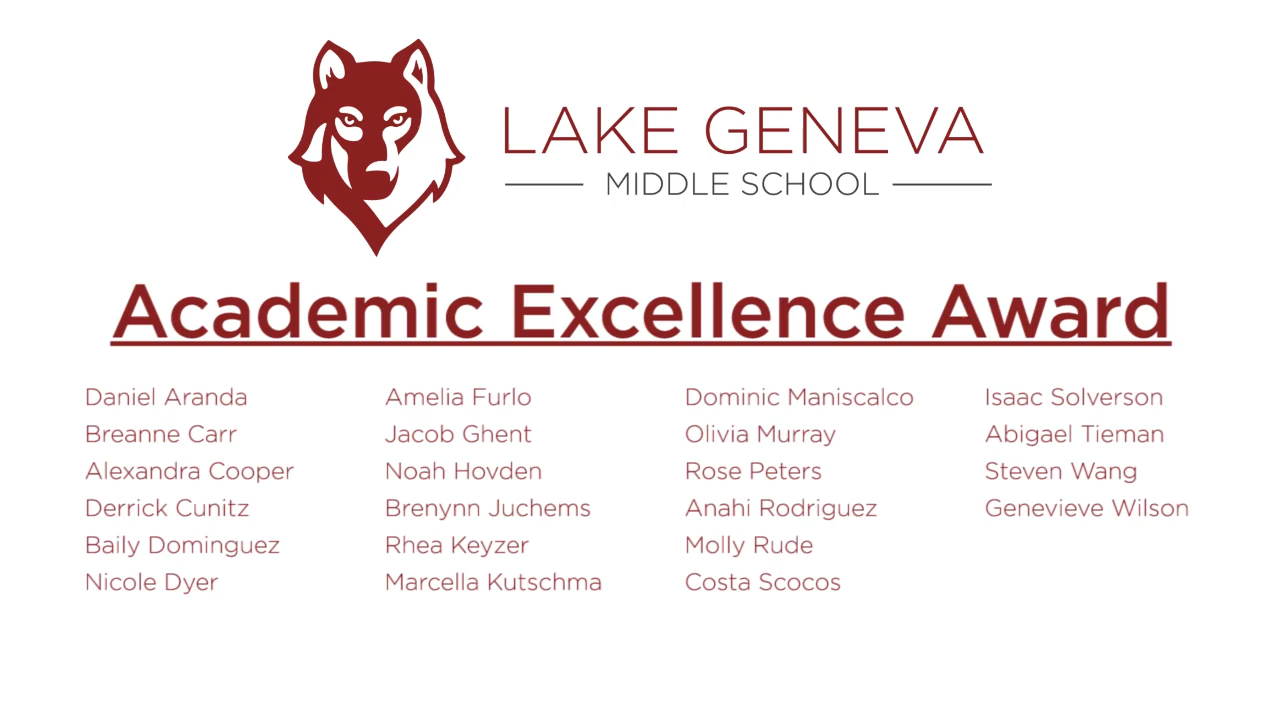 LAKE GENEVA
MIDDLE SCHOOL
Academic Excellence Award
Daniel Aranda
Breanne Carr
Alexandra Cooper
Derrick Cunitz
Baily Dominguez
Nicole Dyer
Amelia Furlo
Jacob Ghent
Noah Hovden
Brenynn Juchems
Rhea Keyzer
Marcella Kutschma
Dominic Maniscalco
Olivia Murray
Rose Peters
Anahi Rodriguez
Molly Rude
Costa Scocos
Isaac Solverson
Abigael Tieman
Steven Wang
Genevieve Wilson